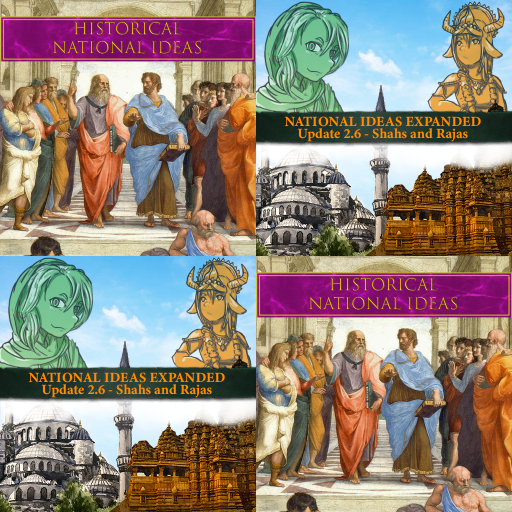 HISTORICAL
NATIONAL IDEAS
NATIONAL IDEAS EXPANDED
Update 2.6 - Shahs and Rajas
NATIONAL IDEAS EXPANDED
Update 2.6 - Shahs and Rajas
HISTORICAL
NATIONAL IDEAS